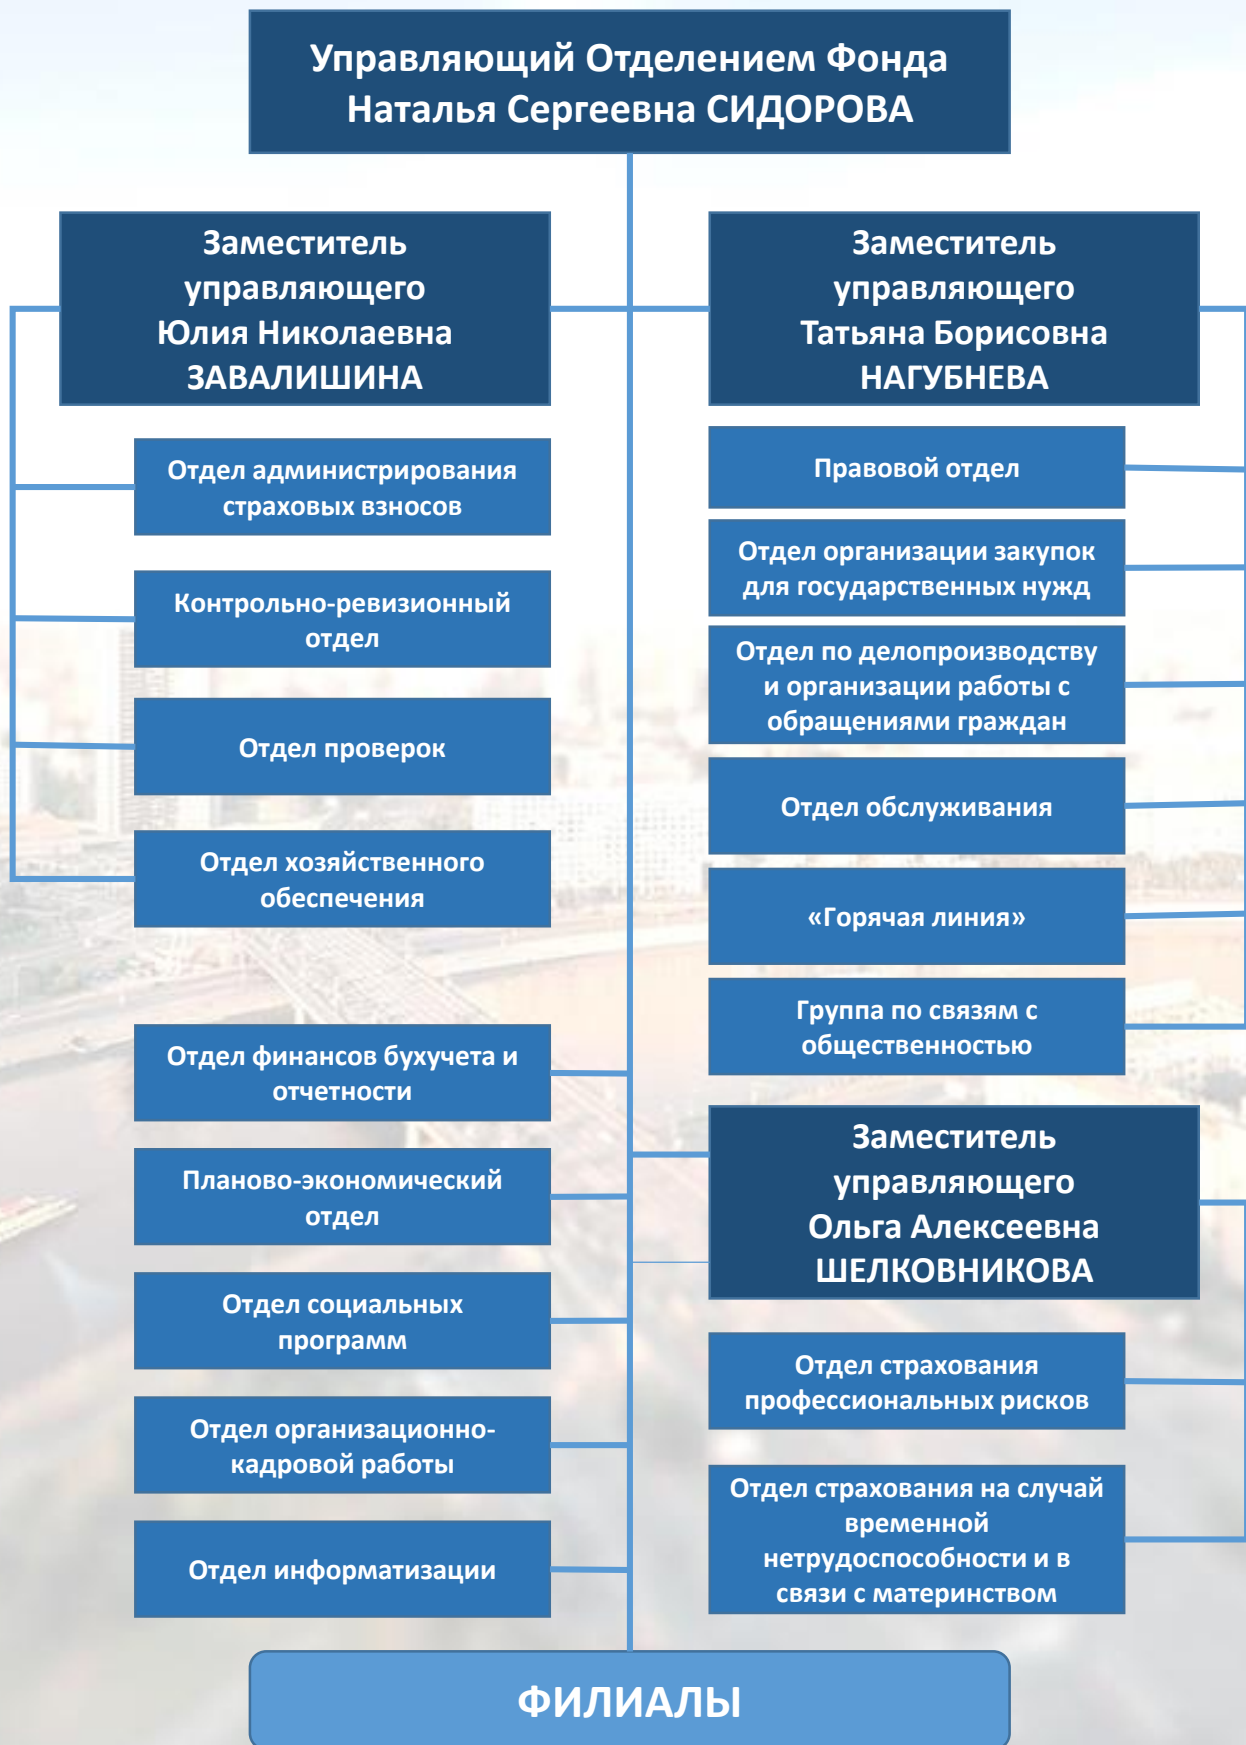 Управляющий Отделением Фонда
Наталья Сергеевна СИДОРОВА
Заместитель
управляющего
Юлия Николаевна
ЗАВАЛИШИНА
Отдел администрирования
страховых взносов
Контрольно-ревизионный
отдел
Отдел проверок
Отдел хозяйственного
обеспечения
Отдел финансов бухучета и
отчетности
Планово-экономический
отдел
Отдел социальных
программ
Отдел организационно-
кадровой работы
Отдел информатизации
Заместитель
управляющего
Татьяна Борисовна
НАГУБНЕВА
Правовой отдел
Отдел организации закупок
для государственных нужд
Отдел по делопроизводству
и организации работы с
обращениями граждан
Отдел обслуживания
«Горячая линия»
Группа по связям с
общественностью
Заместитель
управляющего
Ольга Алексеевна
ШЕЛКОВНИКОВА
Отдел страхования
профессиональных рисков
Отдел страхования на случай
временной
нетрудоспособности и в
связи с материнством
ФИЛИАЛЫ